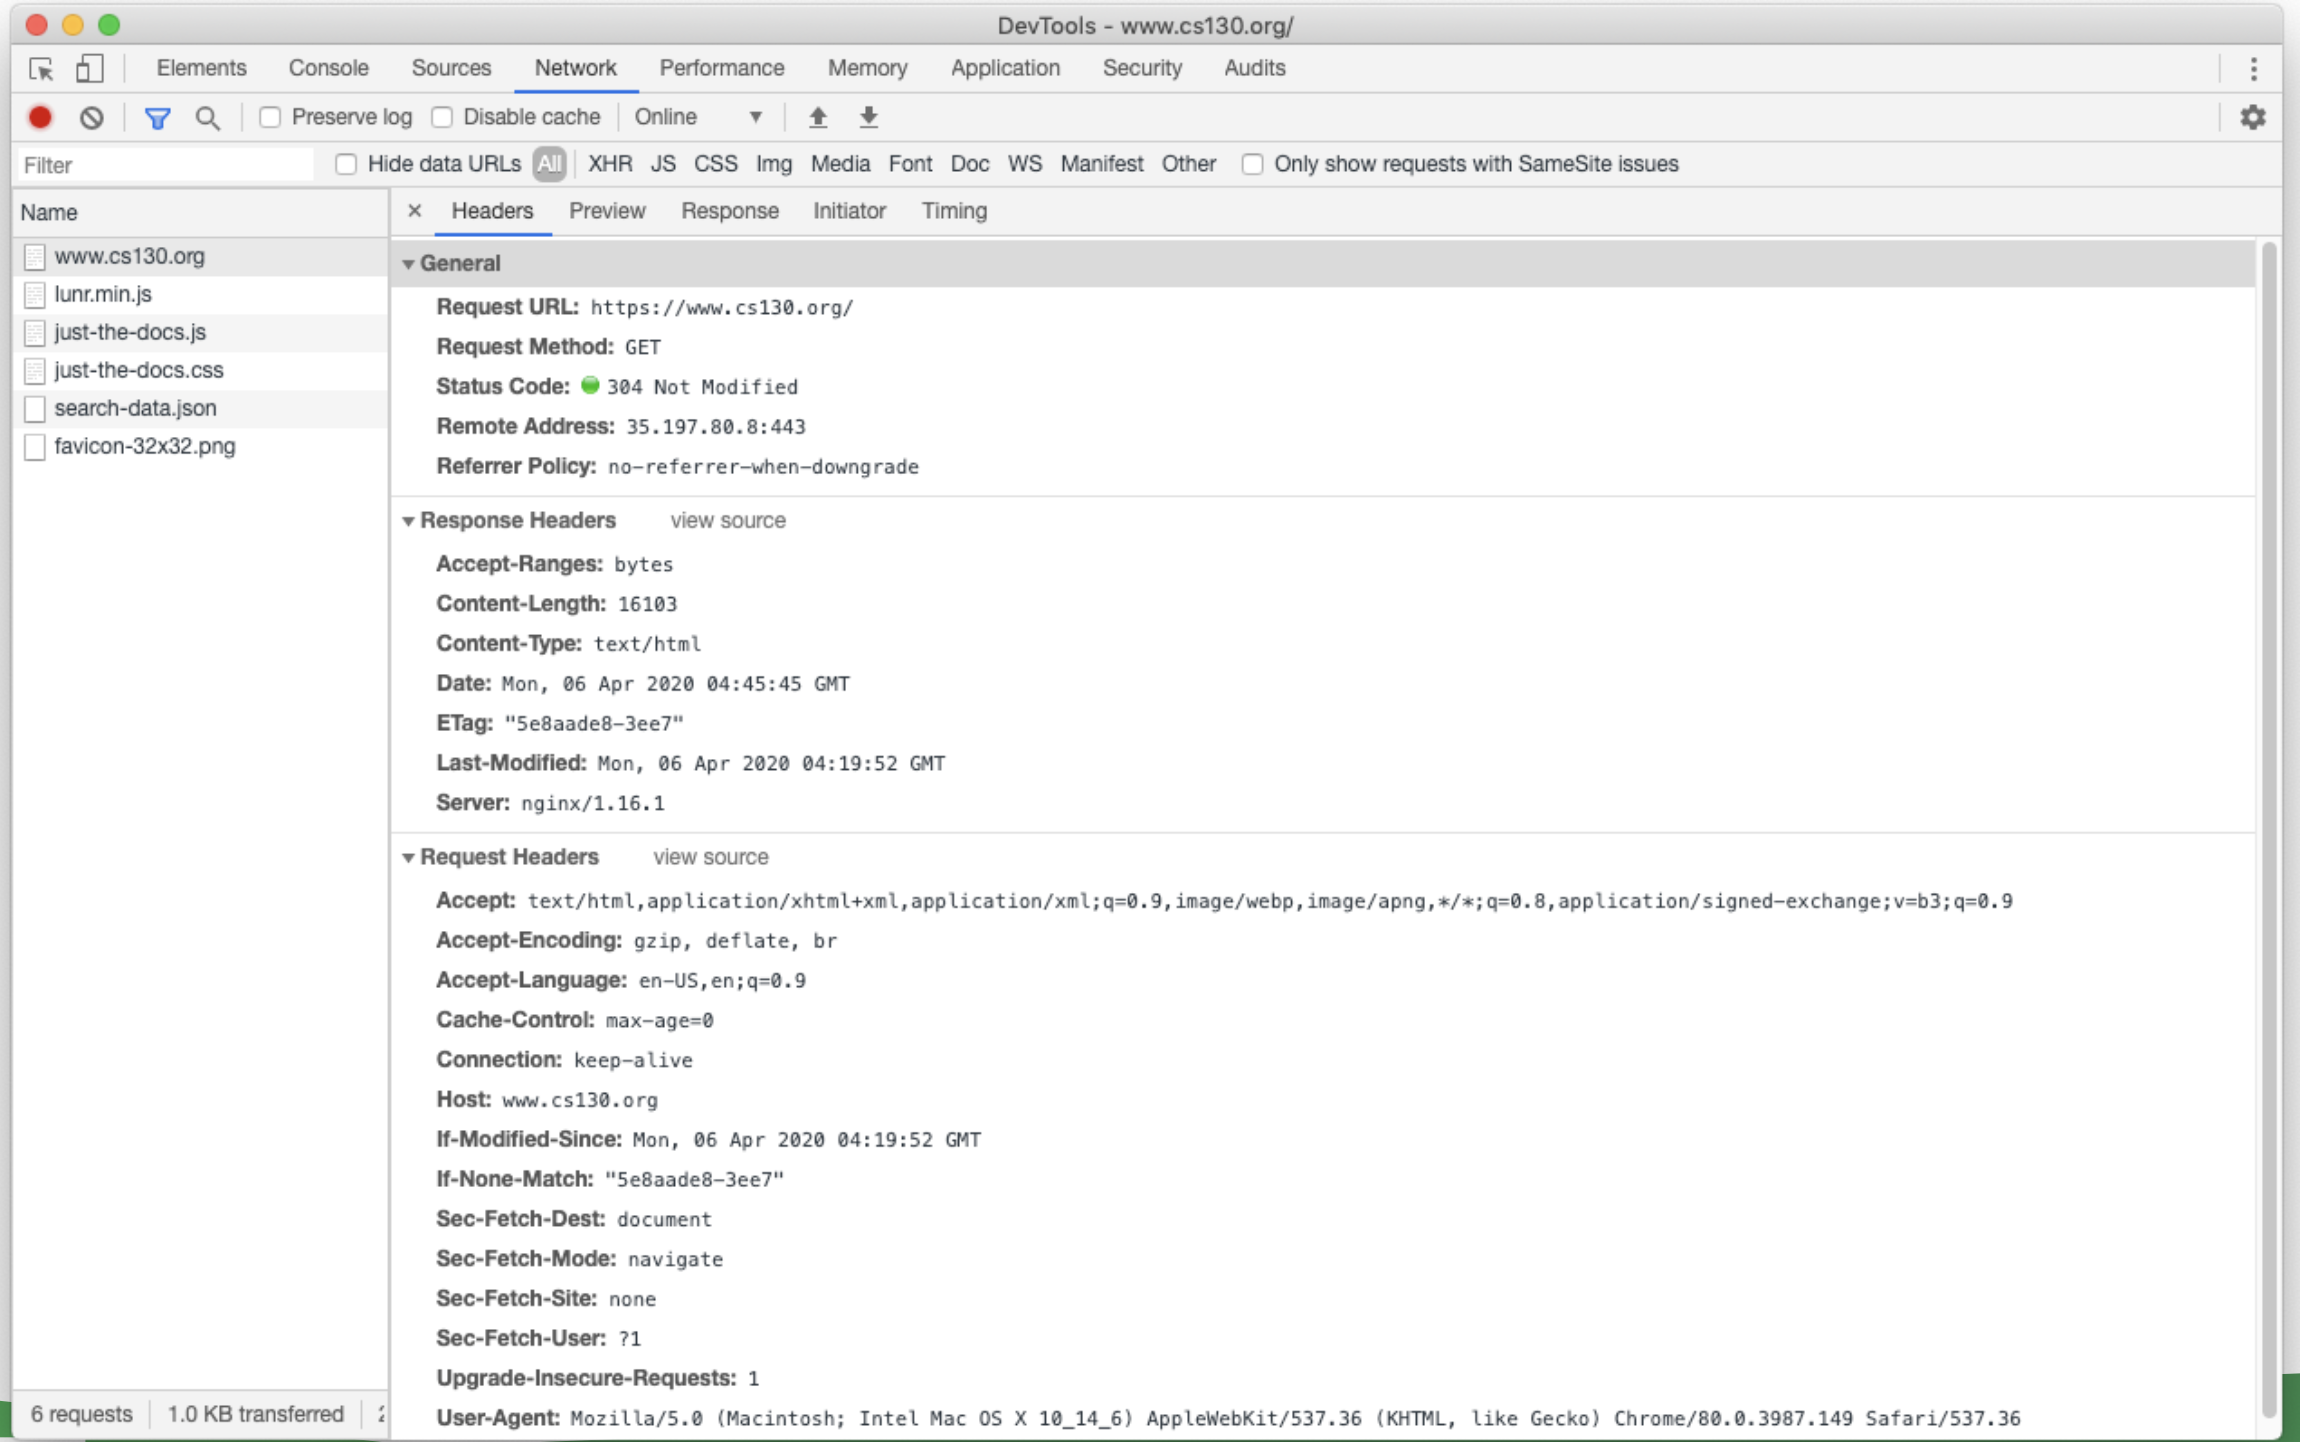 DevTools - www.cs130.org/
Elements Console Sources Network Performance Memory Application Security Audits
Preserve log Disable cache Online
Filter Hide data URLs All XHR JS CSS Img Media Font Doc WS Manifest Other Only show requests with SameSite issues
Name
www.cs130.org
lunr.min.js
just-the-docs.js
just-the-docs.css
search-data.json
favicon-32x32.png
6 requests 1.0 KB transferred
× Headers Preview Response Initiator Timing
General
Request URL: https://www.cs130.org/
Request Method: GET
Status Code: 304 Not Modified
Remote Address: 35.197.80.8:443
Referrer Policy: no-referrer-when-downgrade
Response Headers view source
Accept-Ranges: bytes
Content-Length: 16103
Content-Type: text/html
Date: Mon, 06 Apr 2020 04:45:45 GMT
ETag: "5e8aade8-3ee7"
Last-Modified: Mon, 06 Apr 2020 04:19:52 GMT
Server: nginx/1.16.1
Request Headers view source
Accept: text/html,application/xhtml+xml,application/xml;q=0.9,image/webp,image/apng,*/*;q=0.8,application/signed-exchange;v=b3;q=0.9
Accept-Encoding: gzip, deflate, br
Accept-Language: en-US,en;q=0.9
Cache-Control: max-age=0
Connection: keep-alive
Host: www.cs130.org
If-Modified-Since: Mon, 06 Apr 2020 04:19:52 GMT
If-None-Match: "5e8aade8-3ee7"
Sec-Fetch-Dest: document
Sec-Fetch-Mode: navigate
Sec-Fetch-Site: none
Sec-Fetch-User: ?1
Upgrade-Insecure-Requests: 1
User-Agent: Mozilla/5.0 (Macintosh; Intel Mac OS X 10_14_6) AppleWebKit/537.36 (KHTML, like Gecko) Chrome/80.0.3987.149 Safari/537.36